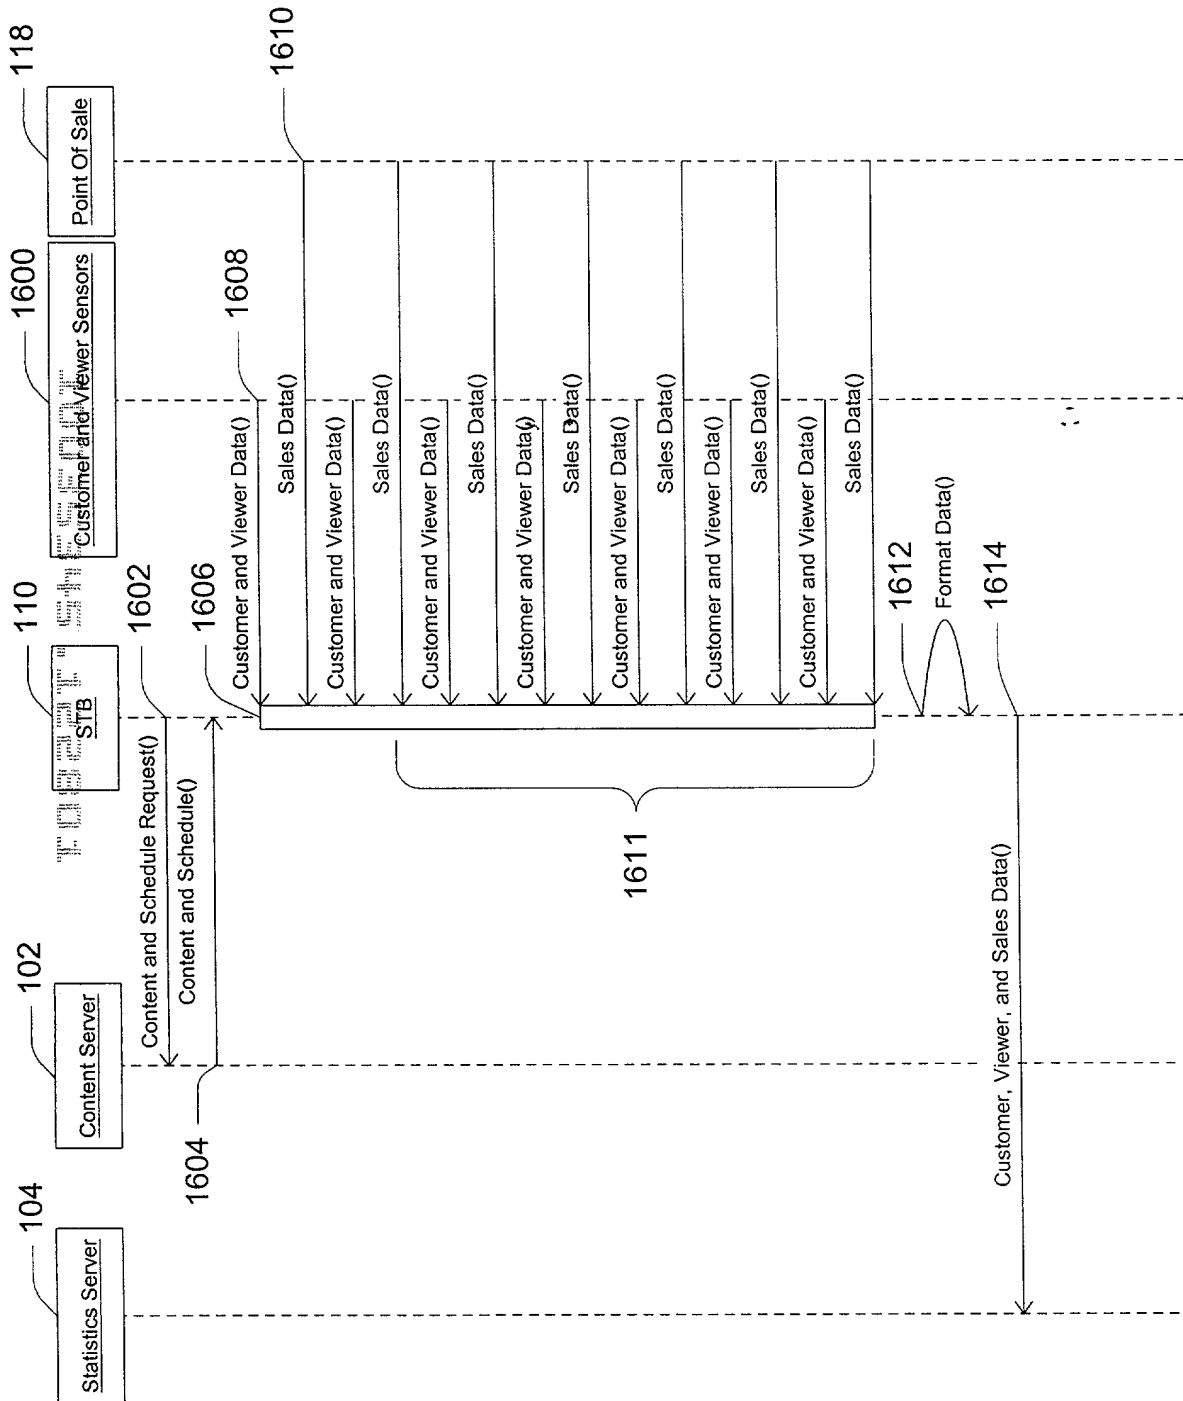 104
Statistics Server
102
Content Server
110
STB
1600
Customer and Viewer Sensors
118
Point Of Sale
1602
Content and Schedule Request()
Content and Schedule()
1604
1606
1608
Customer and Viewer Data()
1610
Sales Data()
Customer and Viewer Data()
Sales Data()
Customer and Viewer Data()
Sales Data()
Customer and Viewer Data()
Sales Data()
Customer and Viewer Data()
Sales Data()
Customer and Viewer Data()
Sales Data()
Customer and Viewer Data()
Sales Data()
1611
1612
Format Data()
1614
Customer, Viewer, and Sales Data()